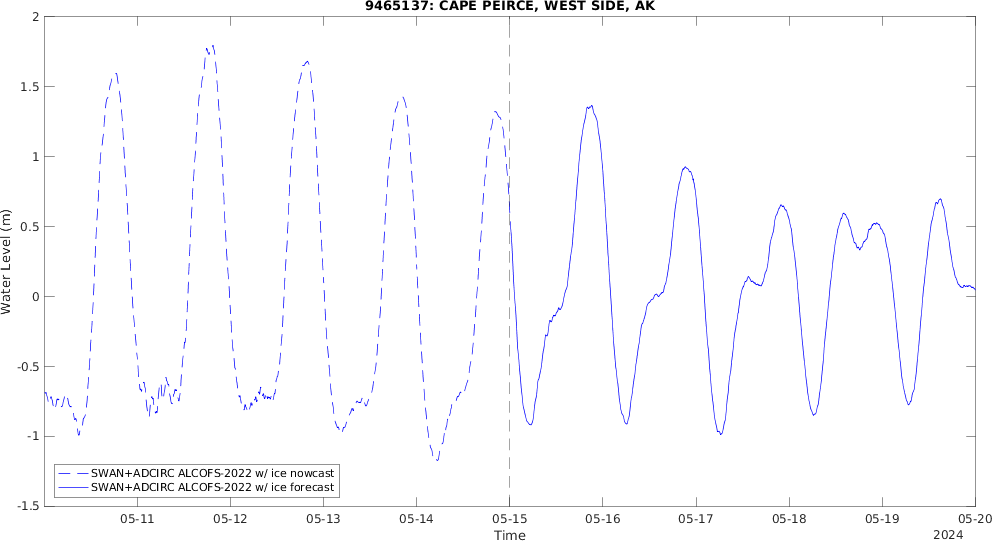 9465137: CAPE PEIRCE, WEST SIDE, AK
2
1.5
1
0.5
0
-0.5
-1
-1.5
Water Level (m)
SWAN+ADCIRC ALCOFS-2022 w/ ice nowcast
SWAN+ADCIRC ALCOFS-2022 w/ ice forecast
05-11 05-12 05-13 05-14 05-15 05-16 05-17 05-18 05-19 05-20
Time
2024